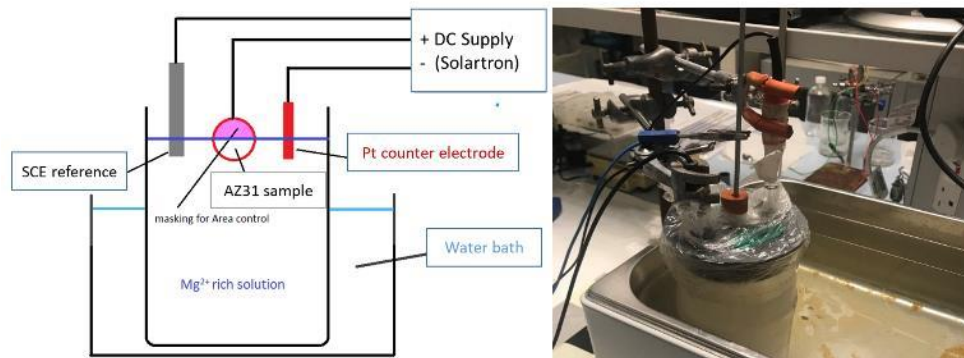 + DC Supply
- (Solartron)
SCE reference
Pt counter electrode
AZ31 sample
masking for Area control
Water bath
Mg²⁺ rich solution